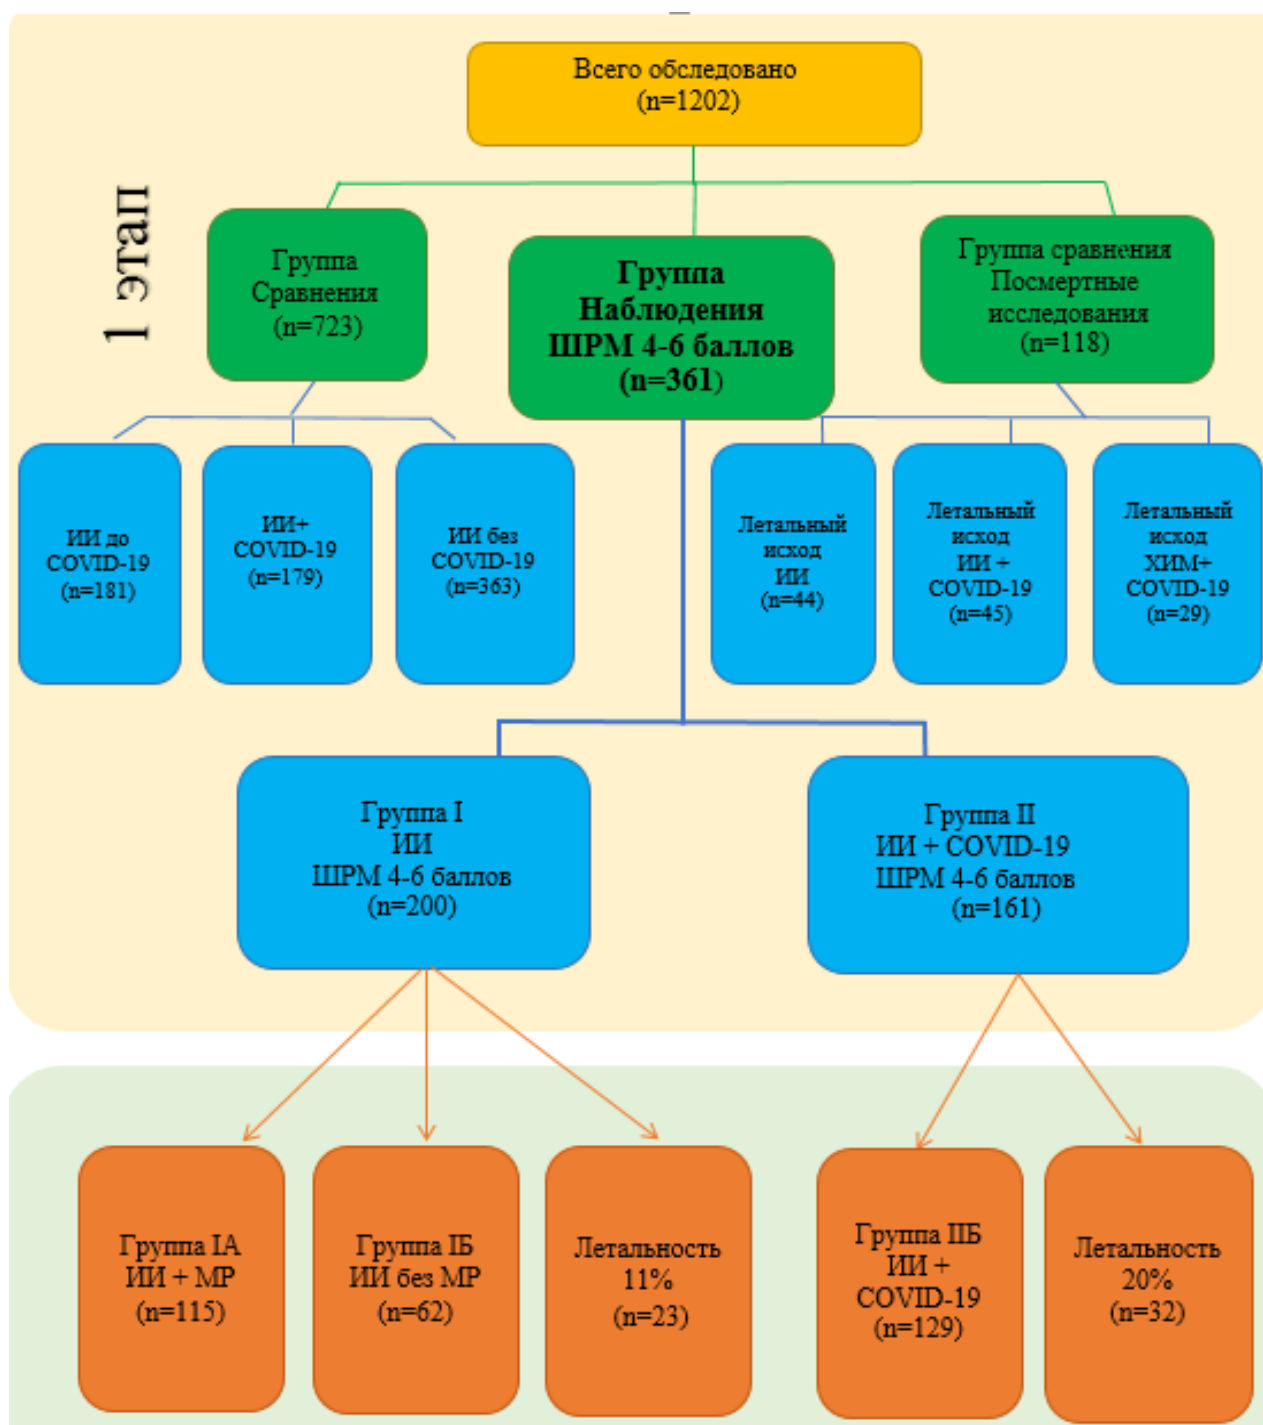 Всего обследовано
(n=1202)
1 этап
Группа
Сравнения
(n=723)
Группа
Наблюдения
ШРМ 4-6 баллов
(n=361)
Группа сравнения
Посмертные
исследования
(n=118)
ИИ до
COVID-19
(n=181)
ИИ+
COVID-19
(n=179)
ИИ без
COVID-19
(n=363)
Летальный
исход
ИИ
(n=44)
Летальный
исход
ИИ +
COVID-19
(n=45)
Летальный
исход
ХИМ+
COVID-19
(n=29)
Группа I
ИИ
ШРМ 4-6 баллов
(n=200)
Группа II
ИИ + COVID-19
ШРМ 4-6 баллов
(n=161)
Группа IА
ИИ + МР
(n=115)
Группа IБ
ИИ без МР
(n=62)
Летальность
11%
(n=23)
Группа IIБ
ИИ +
COVID-19
(n=129)
Летальность
20%
(n=32)